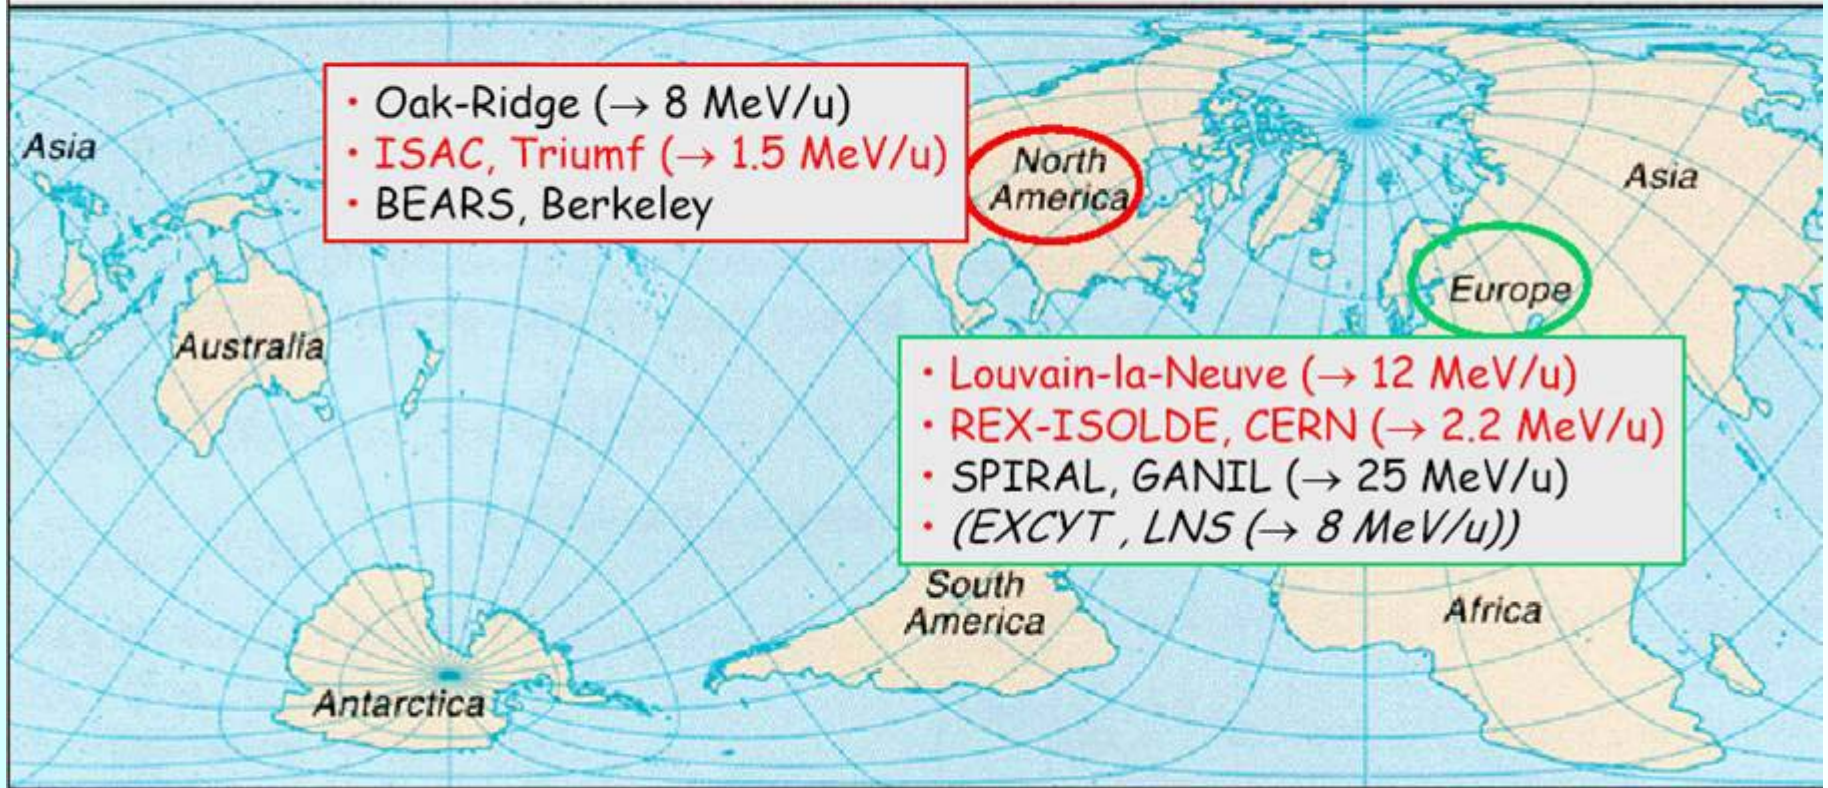 • Oak-Ridge (→ 8 MeV/u)
• ISAC, Triumf (→ 1.5 MeV/u)
• BEARS, Berkeley
Asia
North
America
Asia
Europe
Australia
• Louvain-la-Neuve (→ 12 MeV/u)
• REX-ISOLDE, CERN (→ 2.2 MeV/u)
• SPIRAL, GANIL (→ 25 MeV/u)
• (EXCYT , LNS (→ 8 MeV/u))
South
America
Africa
Antarctica